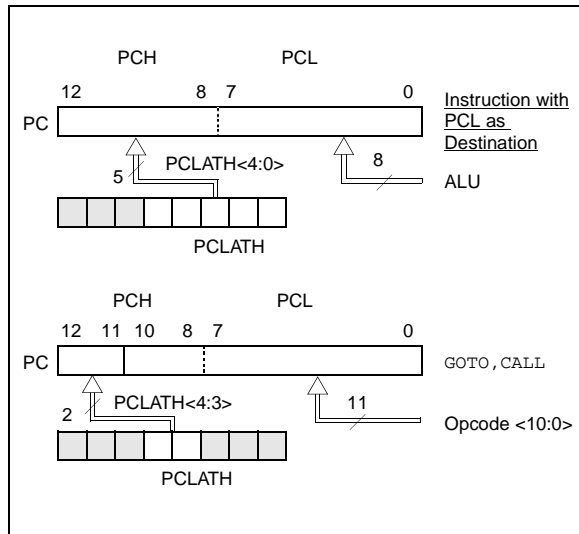 PCH PCL
12 8 7 0
PC
Instruction with
PCL as
Destination
5 PCLATH<4:0> 8
ALU
PCLATH
PCH PCL
12 11 10 8 7 0
PC GOTO,CALL
2 PCLATH<4:3> 11
Opcode <10:0>
PCLATH